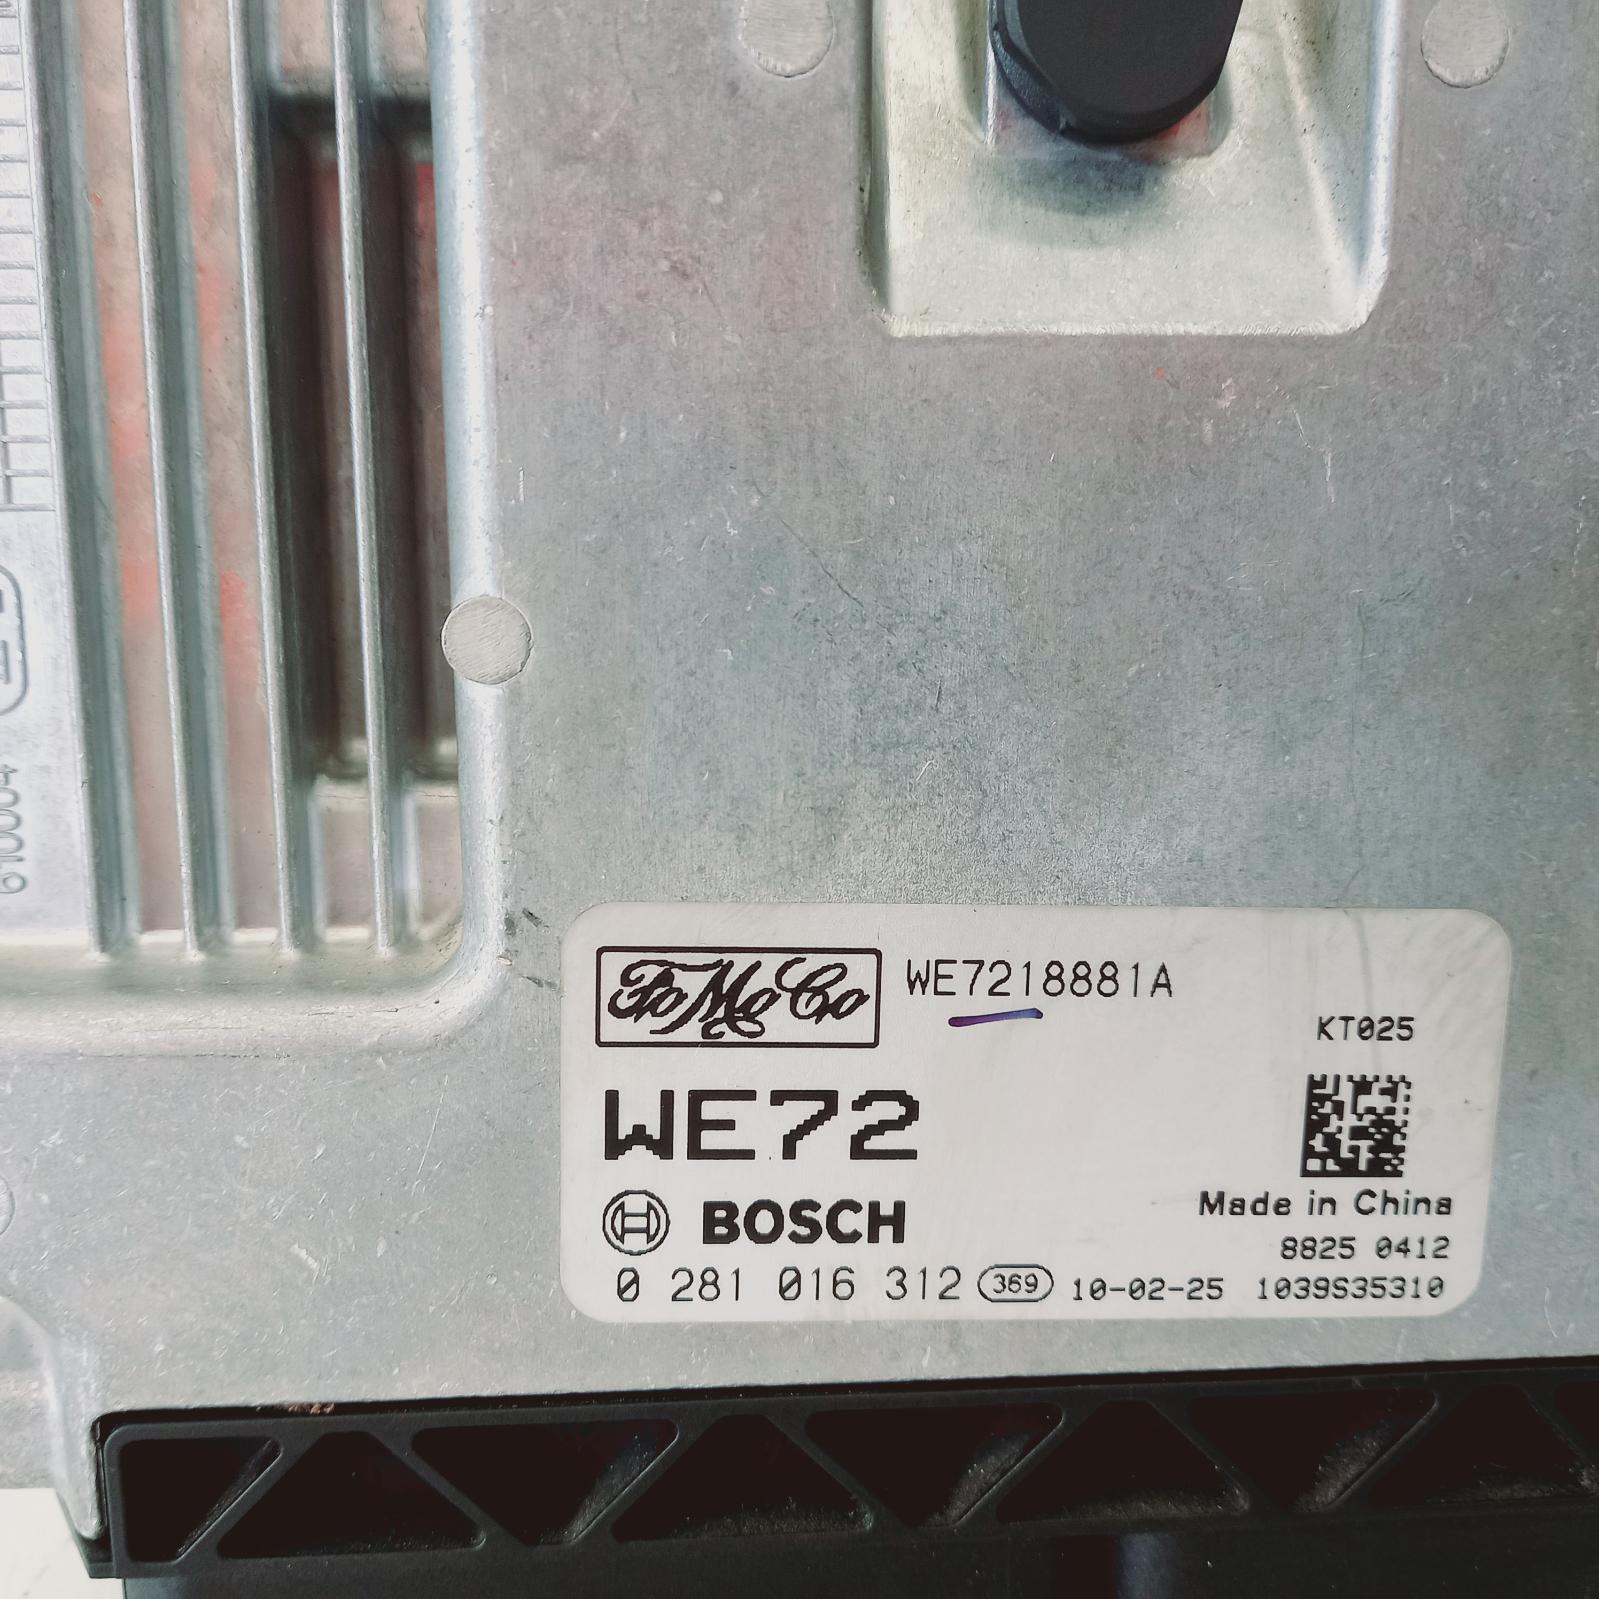 FoMoCo WE7218881A
KT025
WE72
BOSCH
Made in China
8825 0412
0 281 016 312 369 10-02-25 1039S35310
610004